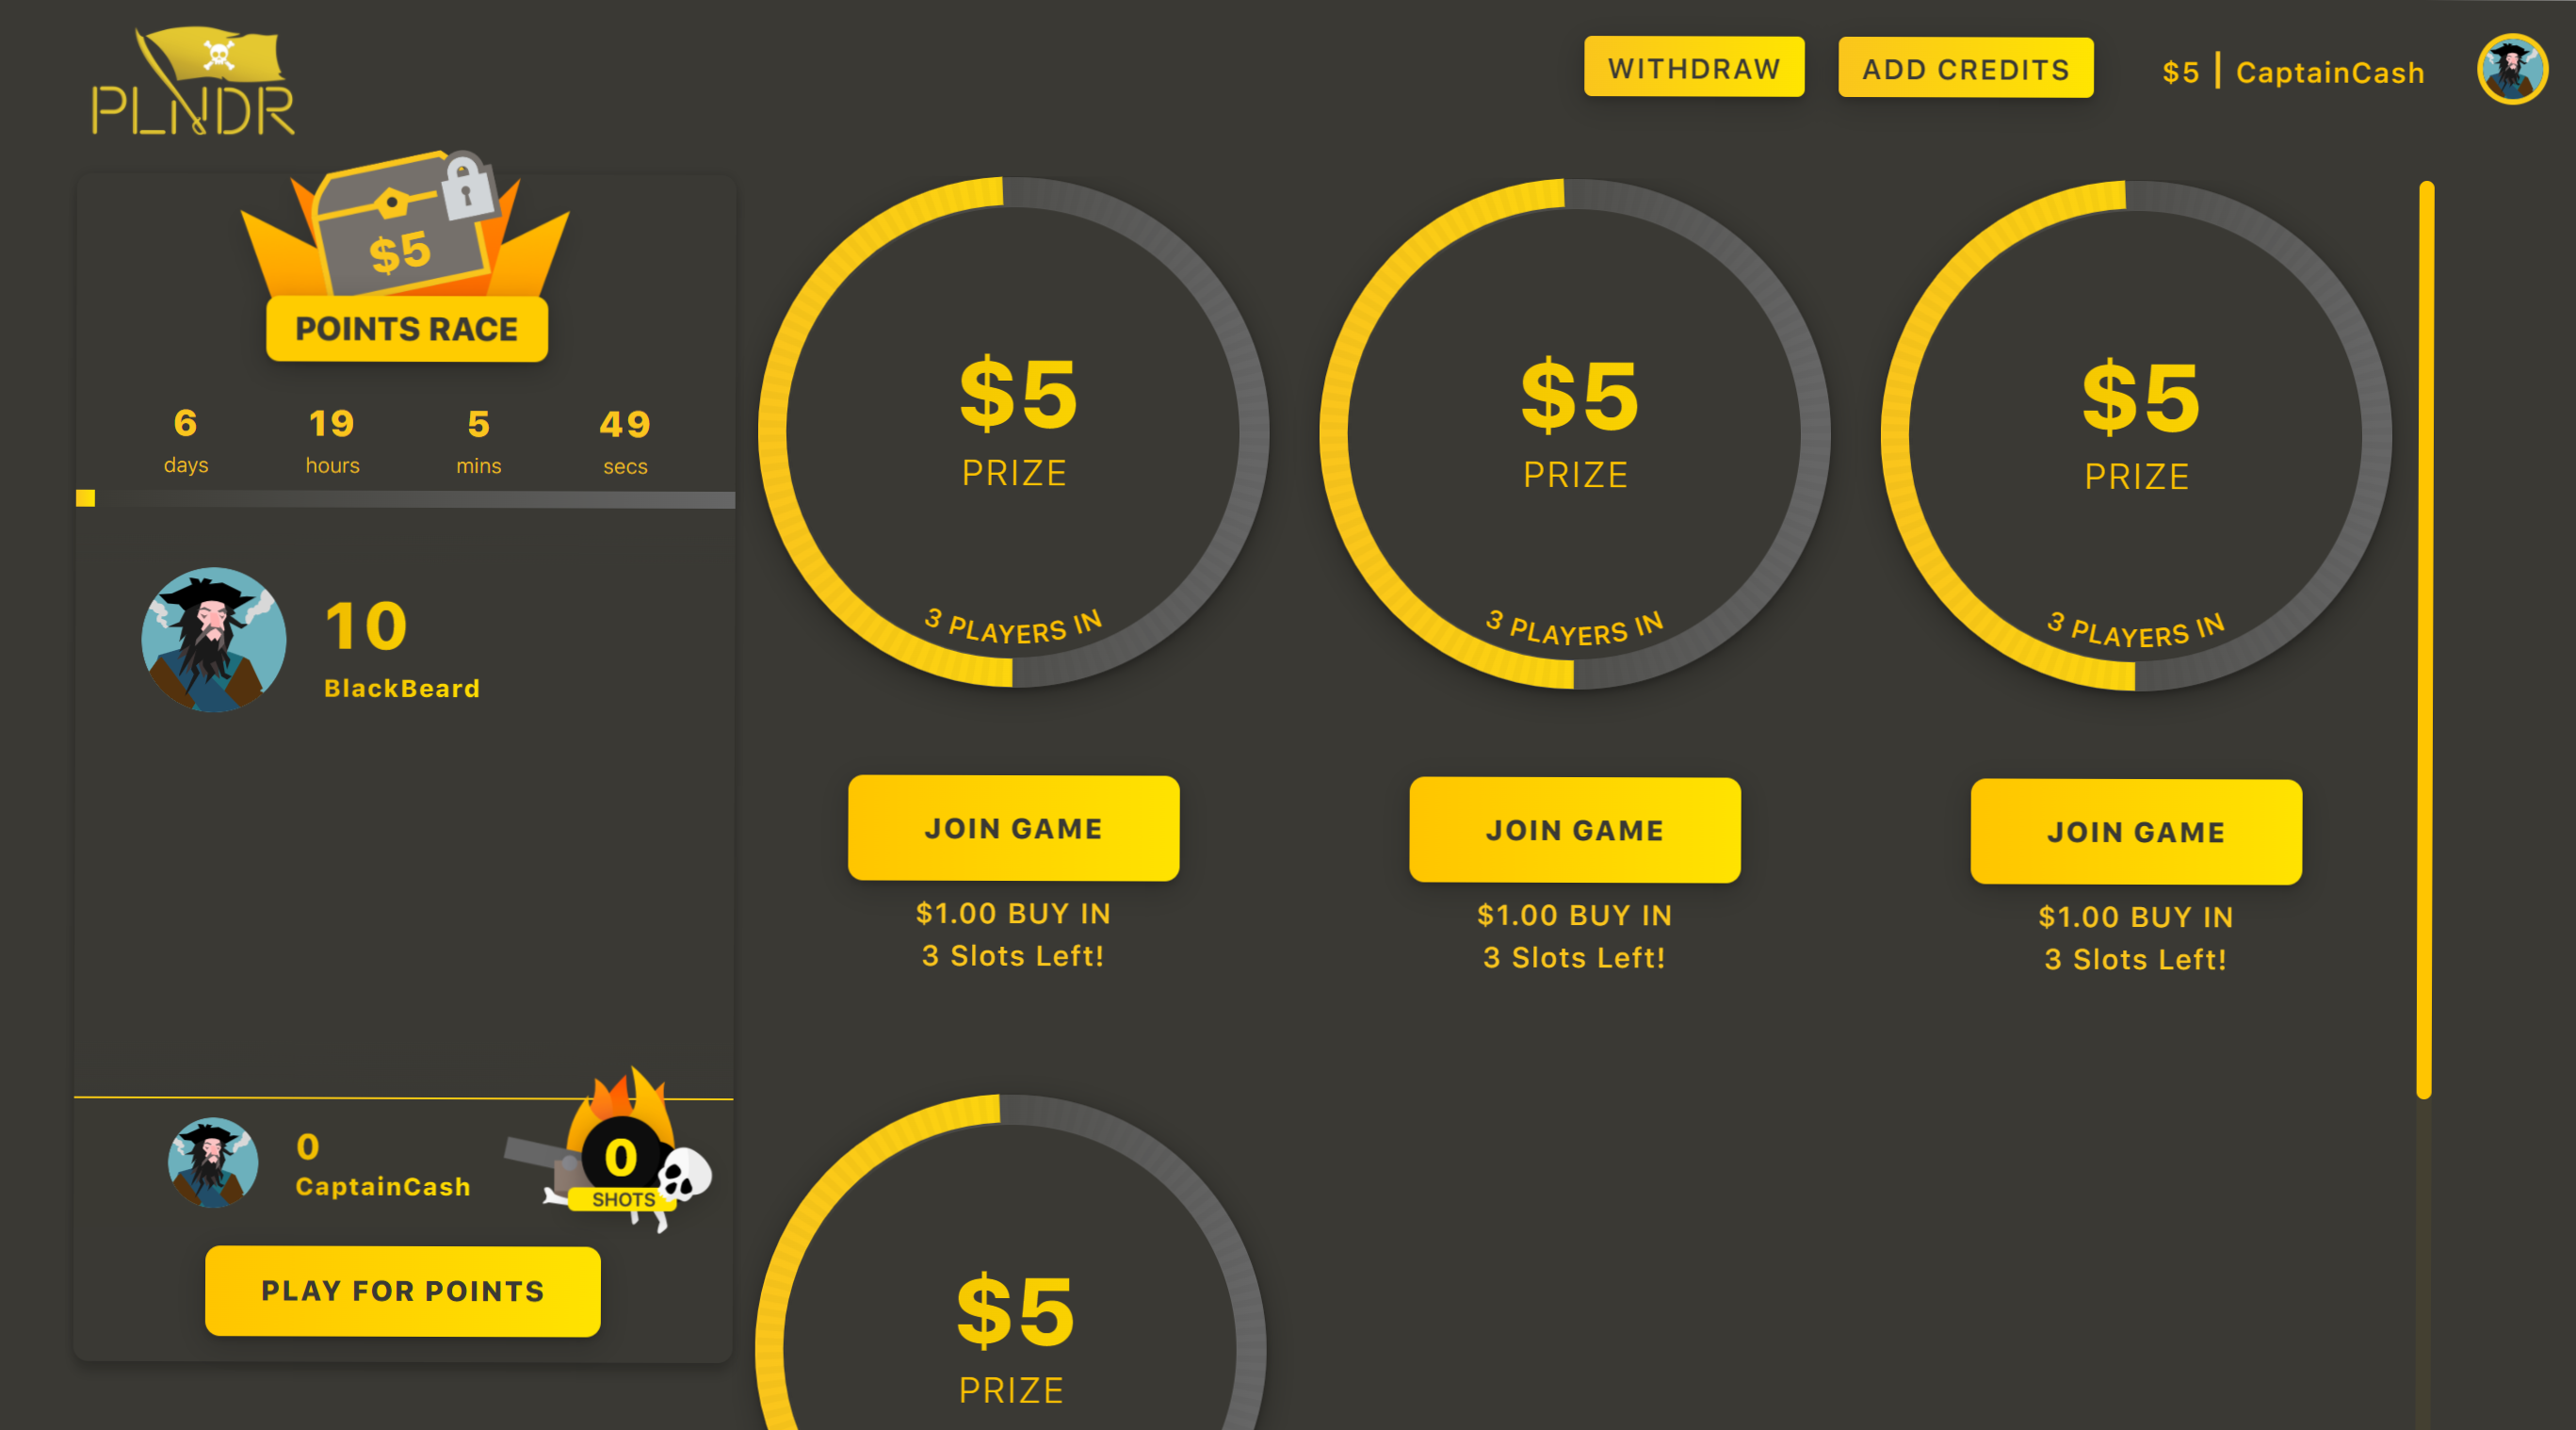 PLNDR
WITHDRAW
ADD CREDITS
$5 | CaptainCash
$5
POINTS RACE
6 19 5 49
days hours mins secs
10
BlackBeard
0
CaptainCash
0
SHOTS
PLAY FOR POINTS
$5
PRIZE
3 PLAYERS IN
JOIN GAME
$1.00 BUY IN
3 Slots Left!
$5
PRIZE
3 PLAYERS IN
JOIN GAME
$1.00 BUY IN
3 Slots Left!
$5
PRIZE
3 PLAYERS IN
JOIN GAME
$1.00 BUY IN
3 Slots Left!
$5
PRIZE